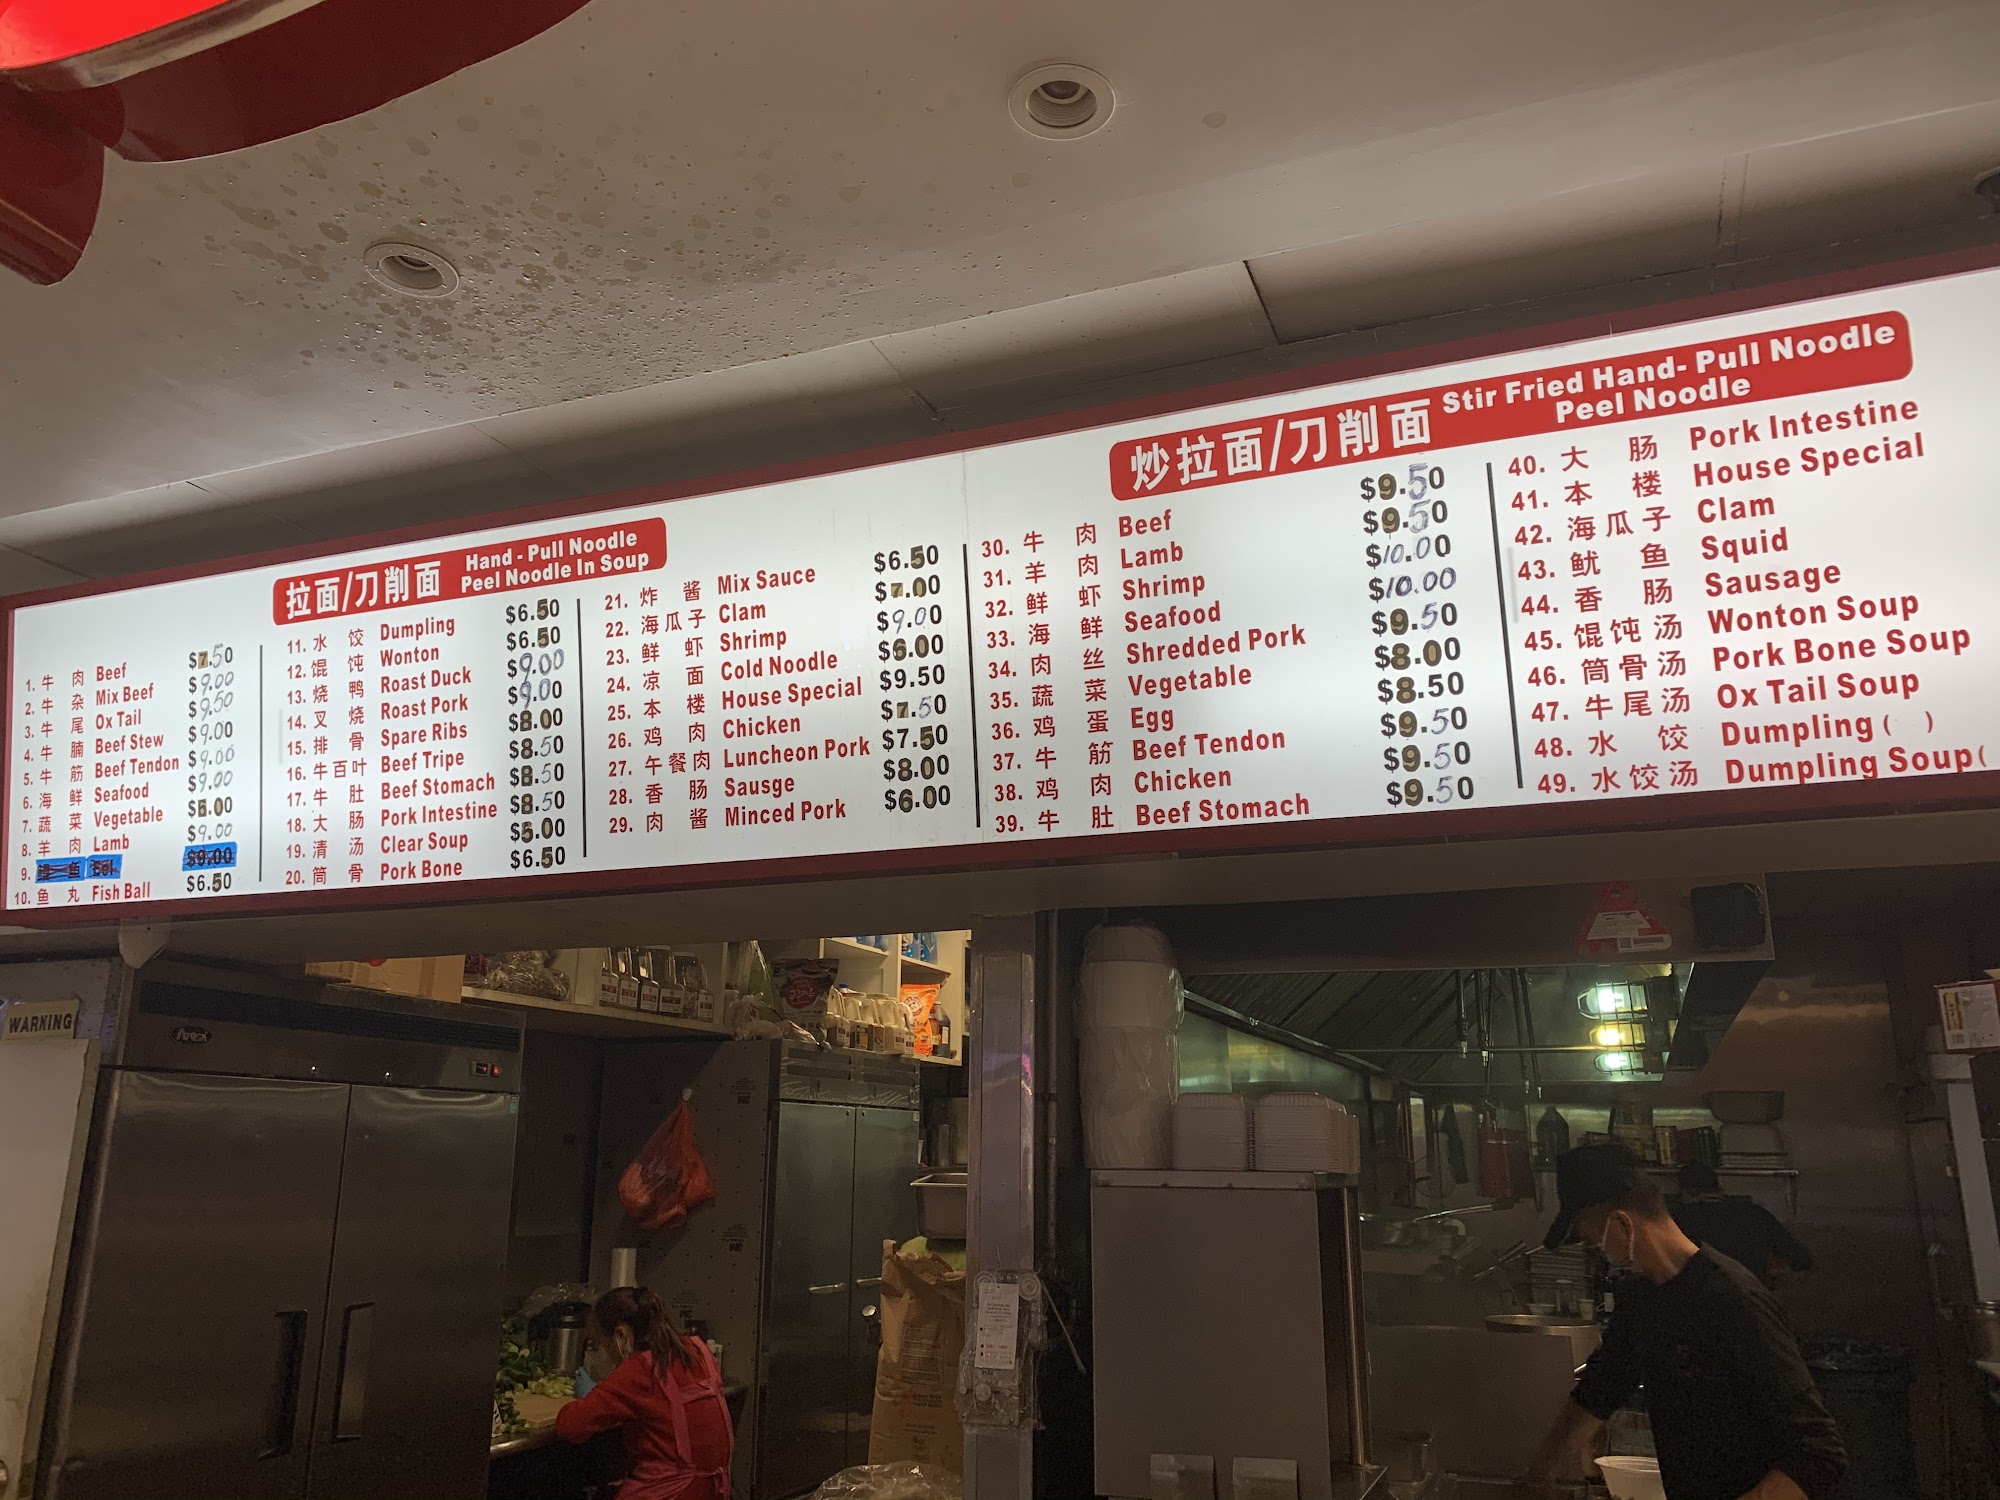 拉面/刀削面 Hand - Pull Noodle
Peel Noodle In Soup
1. 牛 肉 Beef $7.50
2. 牛 杂 Mix Beef $9.00
3. 牛 尾 Ox Tail $9.50
4. 牛 腩 Beef Stew $9.00
5. 牛 筋 Beef Tendon $9.00
6. 海 鲜 Seafood $9.00
7. 蔬 菜 Vegetable $6.00
8. 羊 肉 Lamb $9.00
9. 鱼 Eel $9.00
10. 鱼 丸 Fish Ball $6.50
11. 水 饺 Dumpling $6.50
12. 馄 饨 Wonton $6.50
13. 烧 鸭 Roast Duck $9.00
14. 叉 烧 Roast Pork $9.00
15. 排 骨 Spare Ribs $8.00
16. 牛百叶 Beef Tripe $8.50
17. 牛 肚 Beef Stomach $8.50
18. 大 肠 Pork Intestine $8.50
19. 清 汤 Clear Soup $5.00
20. 筒 骨 Pork Bone $6.50
21. 炸 酱 Mix Sauce $6.50
22. 海瓜子 Clam $7.00
23. 鲜 虾 Shrimp $9.00
24. 凉 面 Cold Noodle $6.00
25. 本 楼 House Special $9.50
26. 鸡 肉 Chicken $7.50
27. 午餐肉 Luncheon Pork $7.50
28. 香 肠 Sausge $8.00
29. 肉 酱 Minced Pork $6.00
炒拉面/刀削面 Stir Fried Hand- Pull Noodle
Peel Noodle
30. 牛 肉 Beef $9.50
31. 羊 肉 Lamb $9.50
32. 鲜 虾 Shrimp $10.00
33. 海 鲜 Seafood $10.00
34. 肉 丝 Shredded Pork $9.50
35. 蔬 菜 Vegetable $8.00
36. 鸡 蛋 Egg $8.50
37. 牛 筋 Beef Tendon $9.50
38. 鸡 肉 Chicken $9.50
39. 牛 肚 Beef Stomach $9.50
40. 大 肠 Pork Intestine
41. 本 楼 House Special
42. 海瓜子 Clam
43. 鱿 鱼 Squid
44. 香 肠 Sausage
45. 馄饨汤 Wonton Soup
46. 筒骨汤 Pork Bone Soup
47. 牛尾汤 Ox Tail Soup
48. 水 饺 Dumpling ( )
49. 水饺汤 Dumpling Soup(
WARNING